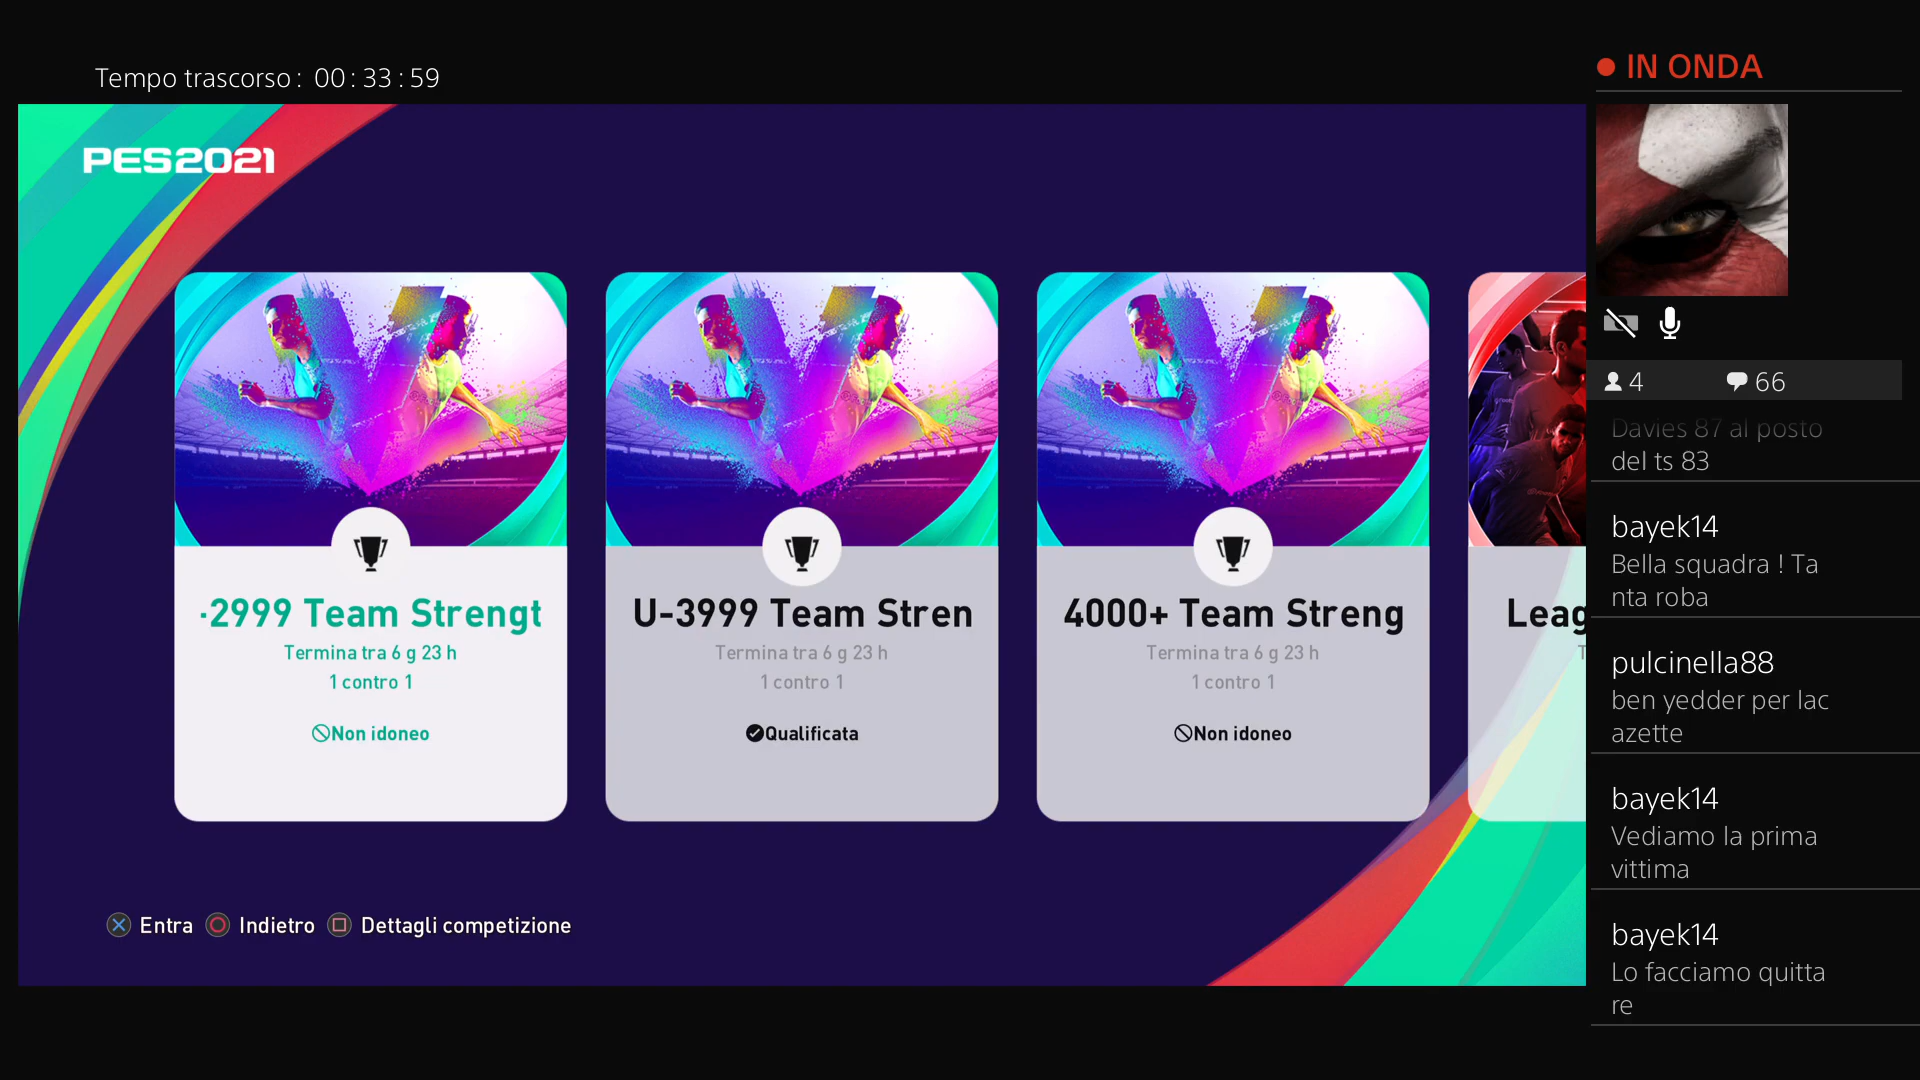 Tempo trascorso : 00 : 33 : 59
IN ONDA
PES2021
4 66
Davies 87 al posto
del ts 83
bayek14
Bella squadra ! Ta
nta roba
pulcinella88
ben yedder per lac
azette
bayek14
Vediamo la prima
vittima
bayek14
Lo facciamo quitta
re
-2999 Team Strengt
Termina tra 6 g 23 h
1 contro 1
Non idoneo
U-3999 Team Stren
Termina tra 6 g 23 h
1 contro 1
Qualificata
4000+ Team Streng
Termina tra 6 g 23 h
1 contro 1
Non idoneo
Leag
T
Entra Indietro Dettagli competizione